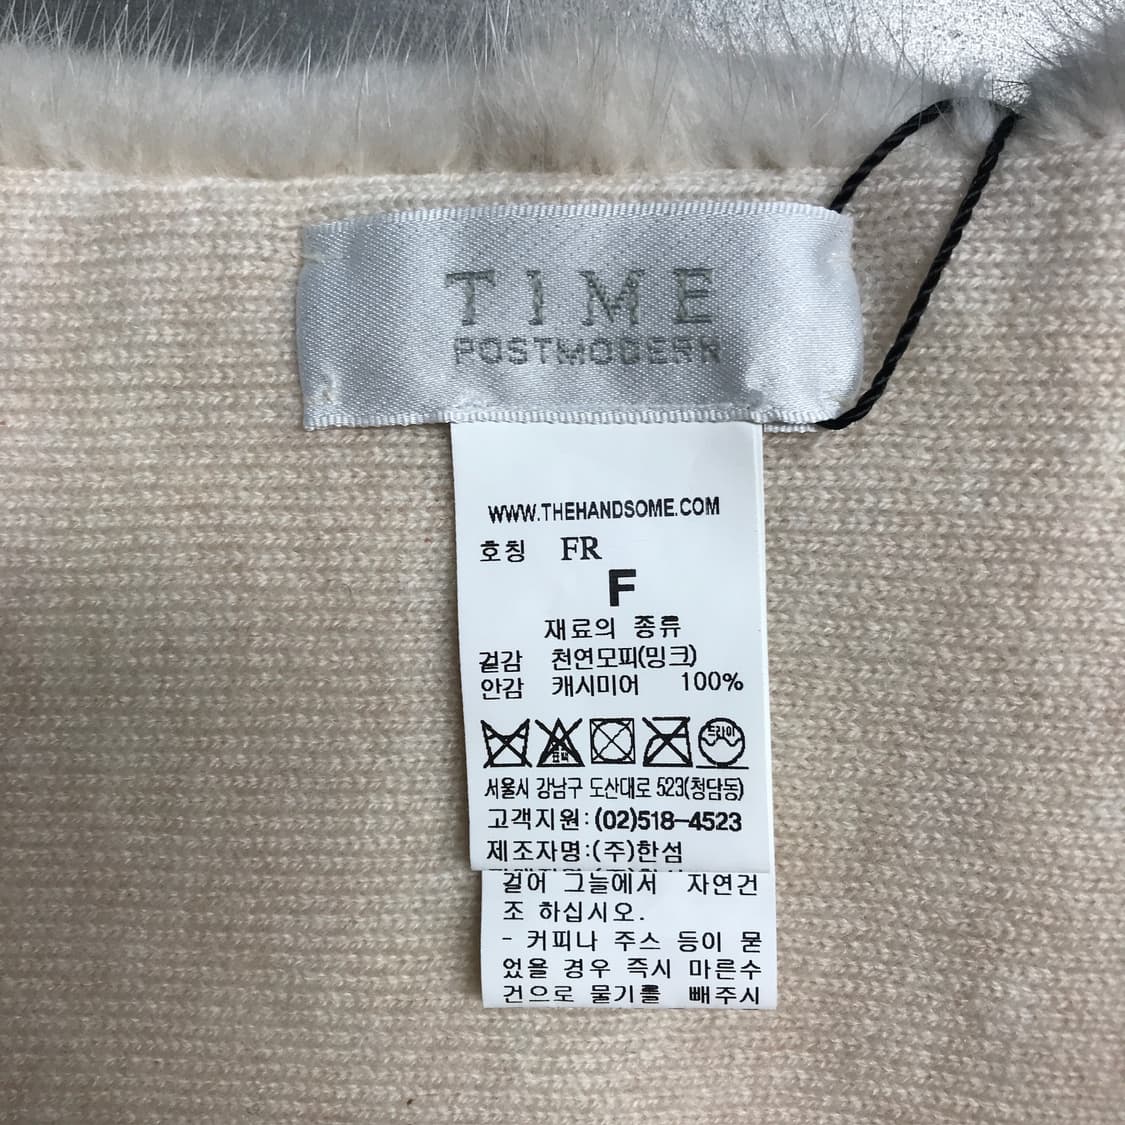 TIME
POSTMODERN
WWW.THEHANDSOME.COM
호칭 FR
F
재료의 종류
겉감 천연모피(밍크)
안감 캐시미어 100%
표백 드라이
서울시 강남구 도산대로 523(청담동)
고객지원:(02)518-4523
제조자명:(주)한섬
걸어 그늘에서 자연건
조 하십시오.
- 커피나 주스 등이 묻
었을 경우 즉시 마른수
건으로 물기를 빼주시